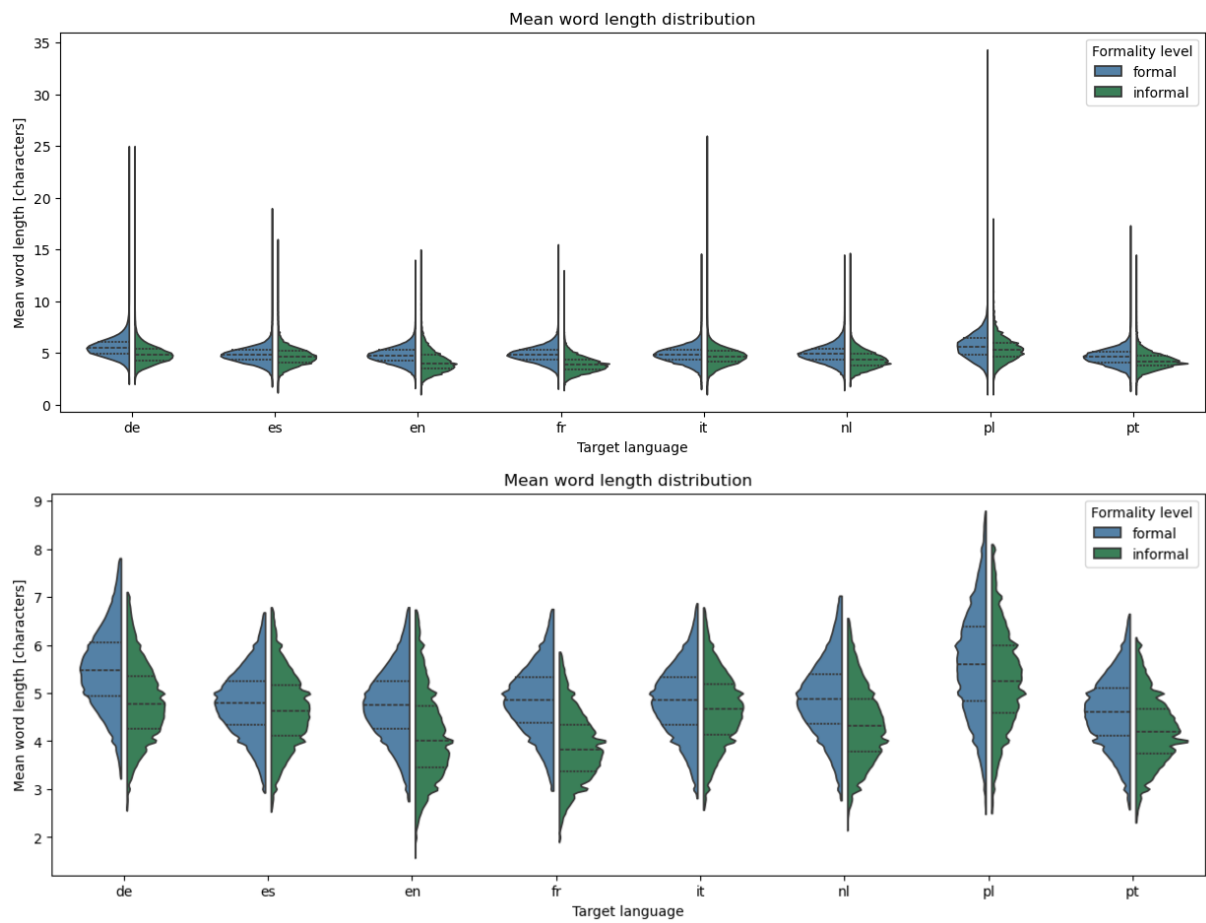 Mean word length distribution
Mean word length [characters]
35
30
25
20
15
10
5
0
Formality level
formal
informal
de es en fr it nl pl pt
Target language
Mean word length distribution
Mean word length [characters]
9
8
7
6
5
4
3
2
Formality level
formal
informal
de es en fr it nl pl pt
Target language